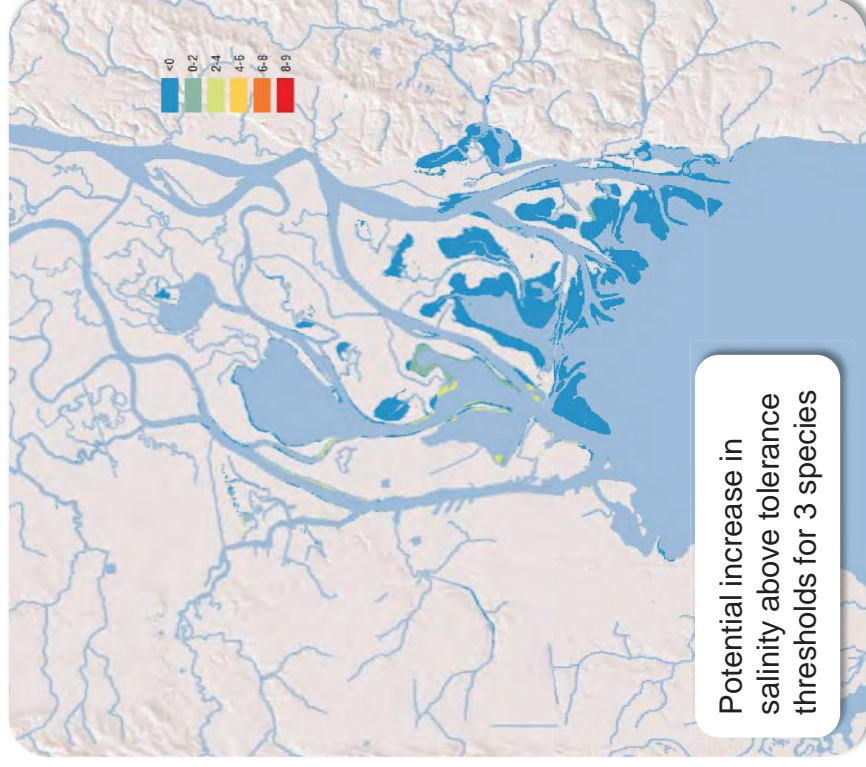 <0
0-2
2-4
4-6
6-8
8-9
Potential increase in
salinity above tolerance
thresholds for 3 species